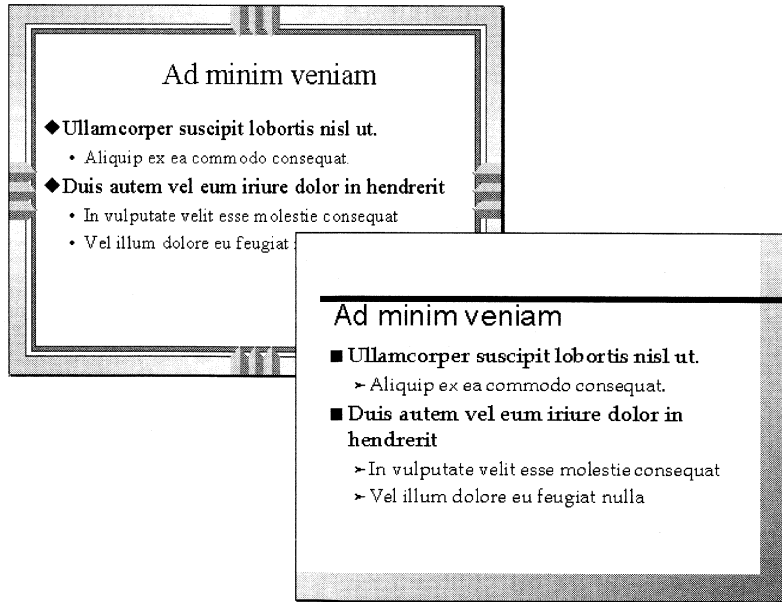 Ad minim veniam
◆Ullamcorper suscipit lobortis nisl ut.
• Aliquip ex ea commodo consequat.
◆Duis autem vel eum iriure dolor in hendrerit
• In vulputate velit esse molestie consequat
• Vel illum dolore eu feugiat
Ad minim veniam
■ Ullamcorper suscipit lobortis nisl ut.
➢ Aliquip ex ea commodo consequat.
■ Duis autem vel eum iriure dolor in
hendrerit
➢ In vulputate velit esse molestie consequat
➢ Vel illum dolore eu feugiat nulla